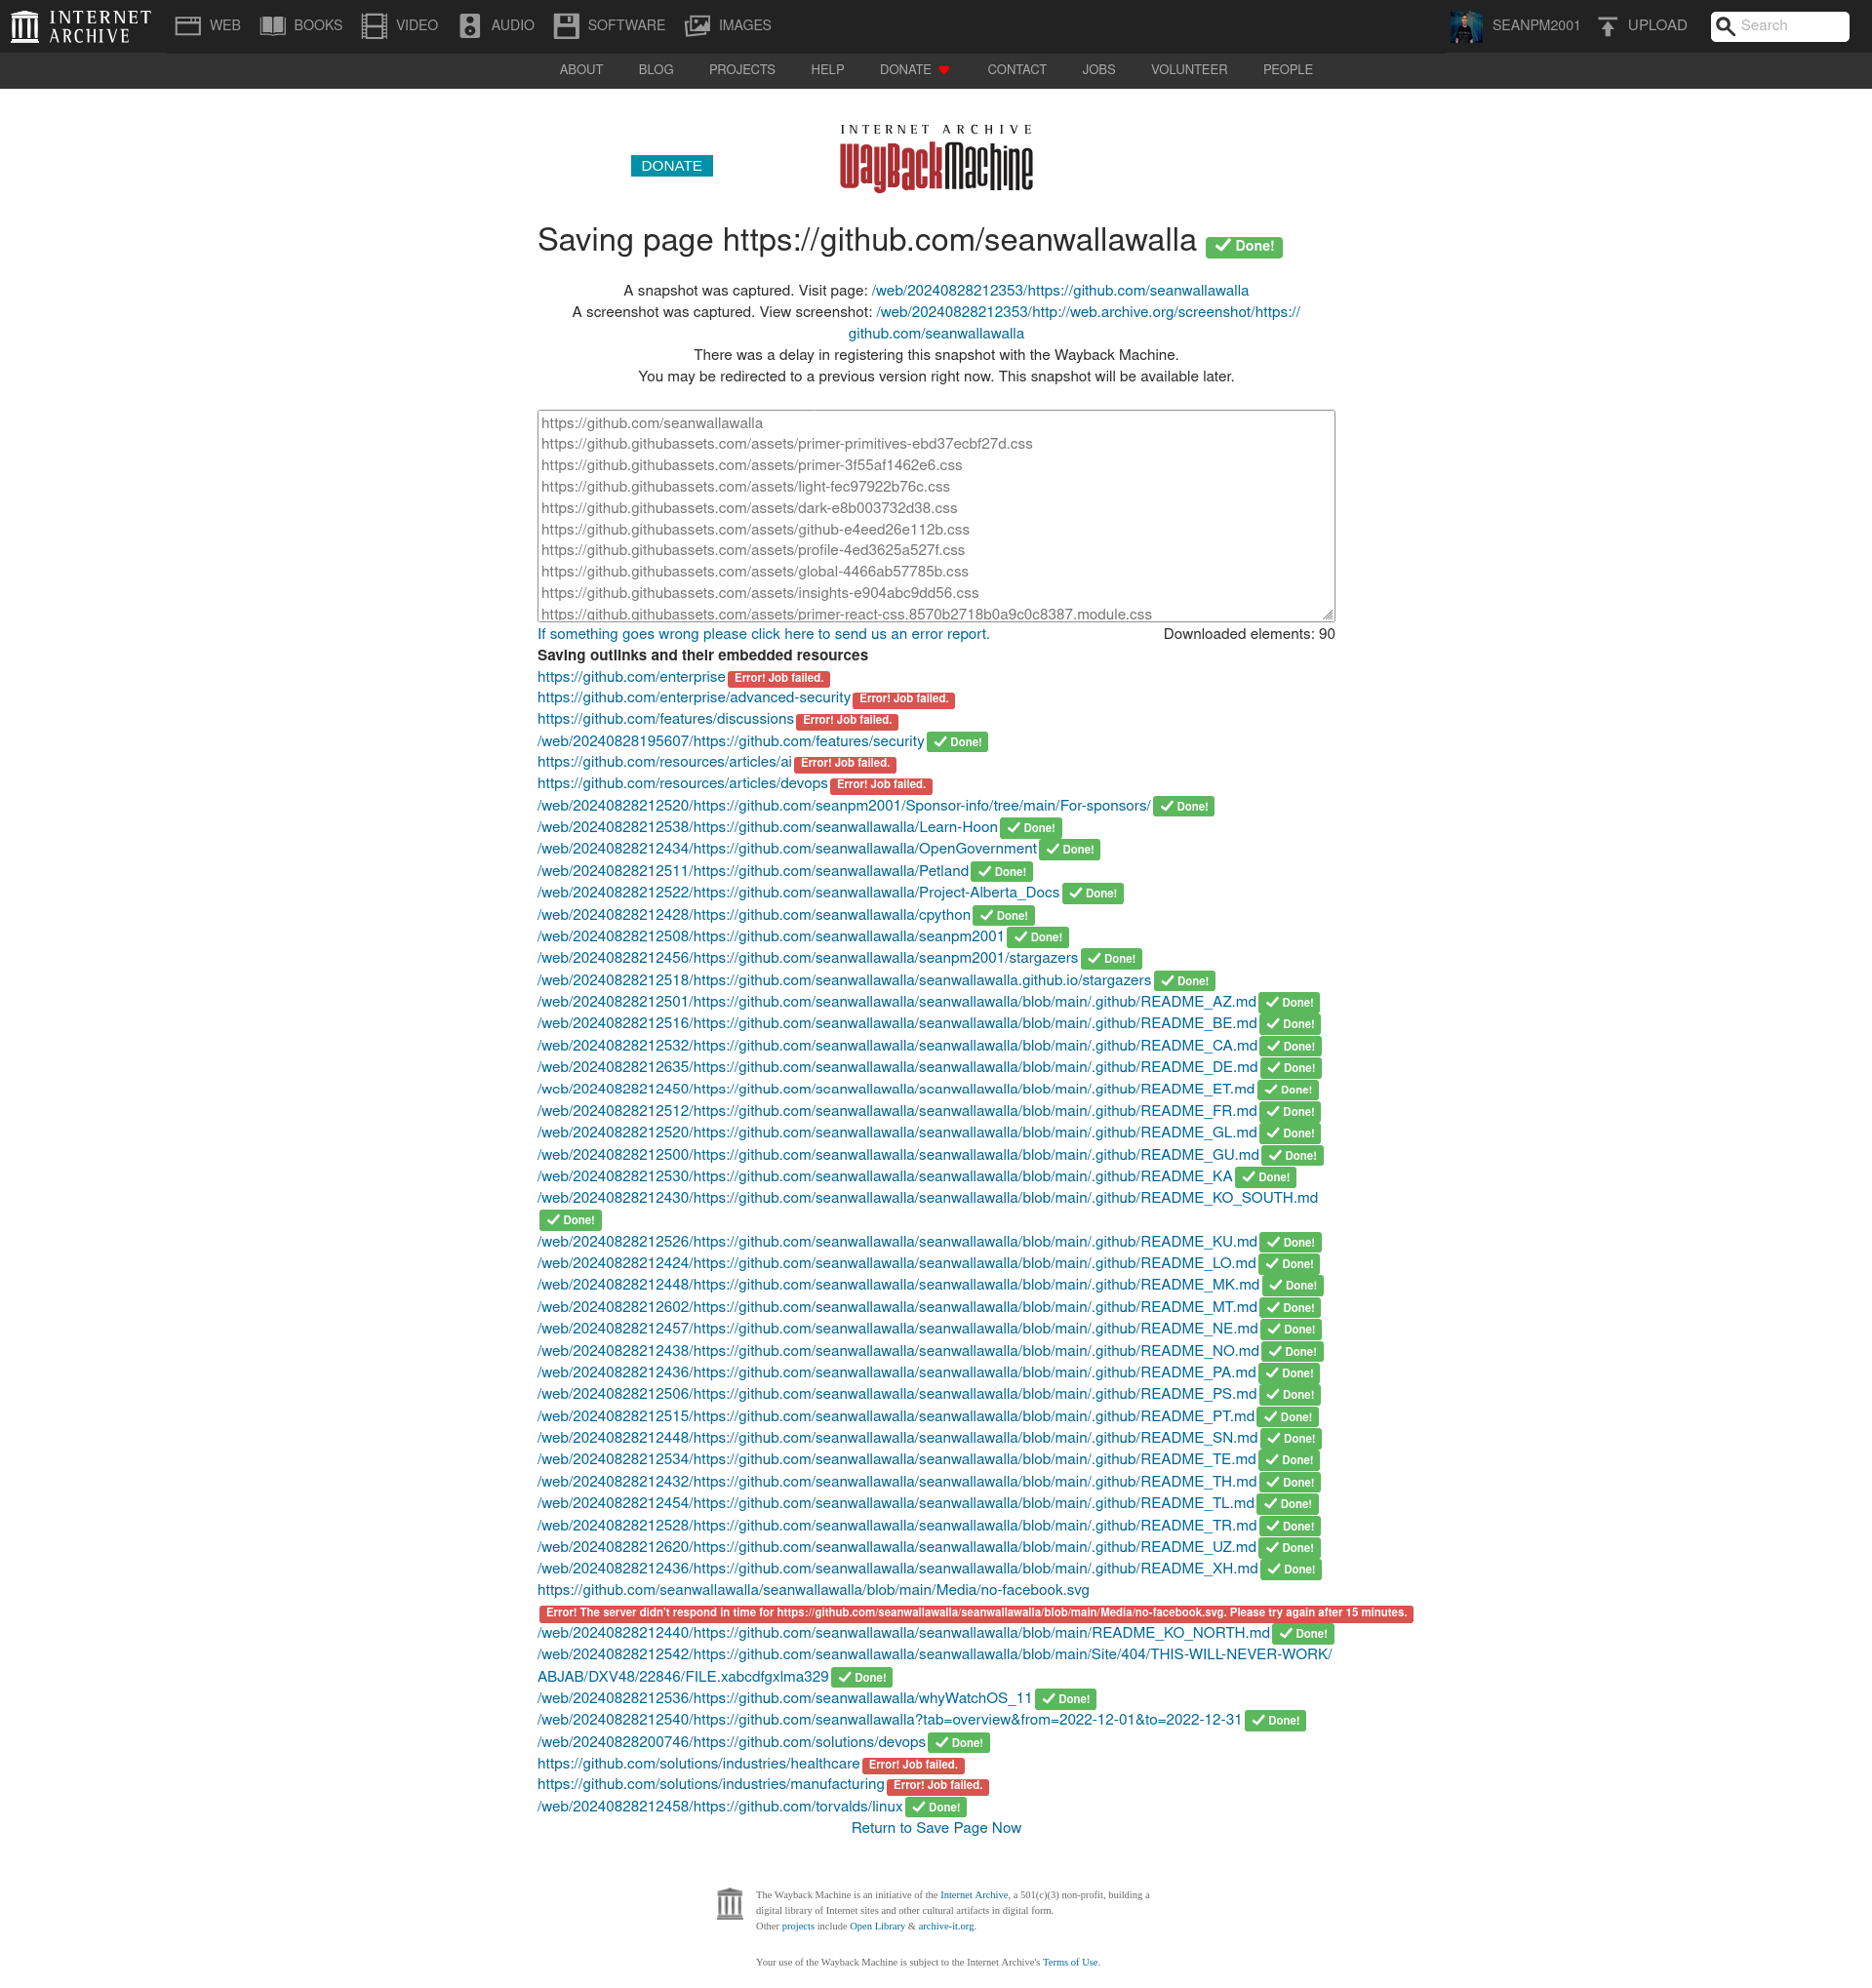 INTERNET ARCHIVE
WEB
BOOKS
VIDEO
AUDIO
SOFTWARE
IMAGES
SEANPM2001
UPLOAD
Search
ABOUT
BLOG
PROJECTS
HELP
DONATE
CONTACT
JOBS
VOLUNTEER
PEOPLE
DONATE
INTERNET ARCHIVE
WayBackMachine
Saving page https://github.com/seanwallawalla Done!
A snapshot was captured. Visit page: /web/20240828212353/https://github.com/seanwallawalla
A screenshot was captured. View screenshot: /web/20240828212353/http://web.archive.org/screenshot/https://
github.com/seanwallawalla
There was a delay in registering this snapshot with the Wayback Machine.
You may be redirected to a previous version right now. This snapshot will be available later.
https://github.com/seanwallawalla
https://github.githubassets.com/assets/primer-primitives-ebd37ecbf27d.css
https://github.githubassets.com/assets/primer-3f55af1462e6.css
https://github.githubassets.com/assets/light-fec97922b76c.css
https://github.githubassets.com/assets/dark-e8b003732d38.css
https://github.githubassets.com/assets/github-e4eed26e112b.css
https://github.githubassets.com/assets/profile-4ed3625a527f.css
https://github.githubassets.com/assets/global-4466ab57785b.css
https://github.githubassets.com/assets/insights-e904abc9dd56.css
https://github.githubassets.com/assets/primer-react-css.8570b2718b0a9c0c8387.module.css
If something goes wrong please click here to send us an error report. Downloaded elements: 90
Saving outlinks and their embedded resources
https://github.com/enterprise Error! Job failed.
https://github.com/enterprise/advanced-security Error! Job failed.
https://github.com/features/discussions Error! Job failed.
/web/20240828195607/https://github.com/features/security Done!
https://github.com/resources/articles/ai Error! Job failed.
https://github.com/resources/articles/devops Error! Job failed.
/web/20240828212520/https://github.com/seanpm2001/Sponsor-info/tree/main/For-sponsors/ Done!
/web/20240828212538/https://github.com/seanwallawalla/Learn-Hoon Done!
/web/20240828212434/https://github.com/seanwallawalla/OpenGovernment Done!
/web/20240828212511/https://github.com/seanwallawalla/Petland Done!
/web/20240828212522/https://github.com/seanwallawalla/Project-Alberta_Docs Done!
/web/20240828212428/https://github.com/seanwallawalla/cpython Done!
/web/20240828212508/https://github.com/seanwallawalla/seanpm2001 Done!
/web/20240828212456/https://github.com/seanwallawalla/seanpm2001/stargazers Done!
/web/20240828212518/https://github.com/seanwallawalla/seanwallawalla.github.io/stargazers Done!
/web/20240828212501/https://github.com/seanwallawalla/seanwallawalla/blob/main/.github/README_AZ.md Done!
/web/20240828212516/https://github.com/seanwallawalla/seanwallawalla/blob/main/.github/README_BE.md Done!
/web/20240828212532/https://github.com/seanwallawalla/seanwallawalla/blob/main/.github/README_CA.md Done!
/web/20240828212635/https://github.com/seanwallawalla/seanwallawalla/blob/main/.github/README_DE.md Done!
/web/20240828212450/https://github.com/seanwallawalla/seanwallawalla/blob/main/.github/README_ET.md Done!
/web/20240828212512/https://github.com/seanwallawalla/seanwallawalla/blob/main/.github/README_FR.md Done!
/web/20240828212520/https://github.com/seanwallawalla/seanwallawalla/blob/main/.github/README_GL.md Done!
/web/20240828212500/https://github.com/seanwallawalla/seanwallawalla/blob/main/.github/README_GU.md Done!
/web/20240828212530/https://github.com/seanwallawalla/seanwallawalla/blob/main/.github/README_KA Done!
/web/20240828212430/https://github.com/seanwallawalla/seanwallawalla/blob/main/.github/README_KO_SOUTH.md
Done!
/web/20240828212526/https://github.com/seanwallawalla/seanwallawalla/blob/main/.github/README_KU.md Done!
/web/20240828212424/https://github.com/seanwallawalla/seanwallawalla/blob/main/.github/README_LO.md Done!
/web/20240828212448/https://github.com/seanwallawalla/seanwallawalla/blob/main/.github/README_MK.md Done!
/web/20240828212602/https://github.com/seanwallawalla/seanwallawalla/blob/main/.github/README_MT.md Done!
/web/20240828212457/https://github.com/seanwallawalla/seanwallawalla/blob/main/.github/README_NE.md Done!
/web/20240828212438/https://github.com/seanwallawalla/seanwallawalla/blob/main/.github/README_NO.md Done!
/web/20240828212436/https://github.com/seanwallawalla/seanwallawalla/blob/main/.github/README_PA.md Done!
/web/20240828212506/https://github.com/seanwallawalla/seanwallawalla/blob/main/.github/README_PS.md Done!
/web/20240828212515/https://github.com/seanwallawalla/seanwallawalla/blob/main/.github/README_PT.md Done!
/web/20240828212448/https://github.com/seanwallawalla/seanwallawalla/blob/main/.github/README_SN.md Done!
/web/20240828212534/https://github.com/seanwallawalla/seanwallawalla/blob/main/.github/README_TE.md Done!
/web/20240828212432/https://github.com/seanwallawalla/seanwallawalla/blob/main/.github/README_TH.md Done!
/web/20240828212454/https://github.com/seanwallawalla/seanwallawalla/blob/main/.github/README_TL.md Done!
/web/20240828212528/https://github.com/seanwallawalla/seanwallawalla/blob/main/.github/README_TR.md Done!
/web/20240828212620/https://github.com/seanwallawalla/seanwallawalla/blob/main/.github/README_UZ.md Done!
/web/20240828212436/https://github.com/seanwallawalla/seanwallawalla/blob/main/.github/README_XH.md Done!
https://github.com/seanwallawalla/seanwallawalla/blob/main/Media/no-facebook.svg
Error! The server didn't respond in time for https://github.com/seanwallawalla/seanwallawalla/blob/main/Media/no-facebook.svg. Please try again after 15 minutes.
/web/20240828212440/https://github.com/seanwallawalla/seanwallawalla/blob/main/README_KO_NORTH.md Done!
/web/20240828212542/https://github.com/seanwallawalla/seanwallawalla/blob/main/Site/404/THIS-WILL-NEVER-WORK/
ABJAB/DXV48/22846/FILE.xabcdfgxlma329 Done!
/web/20240828212536/https://github.com/seanwallawalla/whyWatchOS_11 Done!
/web/20240828212540/https://github.com/seanwallawalla?tab=overview&from=2022-12-01&to=2022-12-31 Done!
/web/20240828200746/https://github.com/solutions/devops Done!
https://github.com/solutions/industries/healthcare Error! Job failed.
https://github.com/solutions/industries/manufacturing Error! Job failed.
/web/20240828212458/https://github.com/torvalds/linux Done!
Return to Save Page Now
The Wayback Machine is an initiative of the Internet Archive, a 501(c)(3) non-profit, building a
digital library of Internet sites and other cultural artifacts in digital form.
Other projects include Open Library & archive-it.org.
Your use of the Wayback Machine is subject to the Internet Archive's Terms of Use.